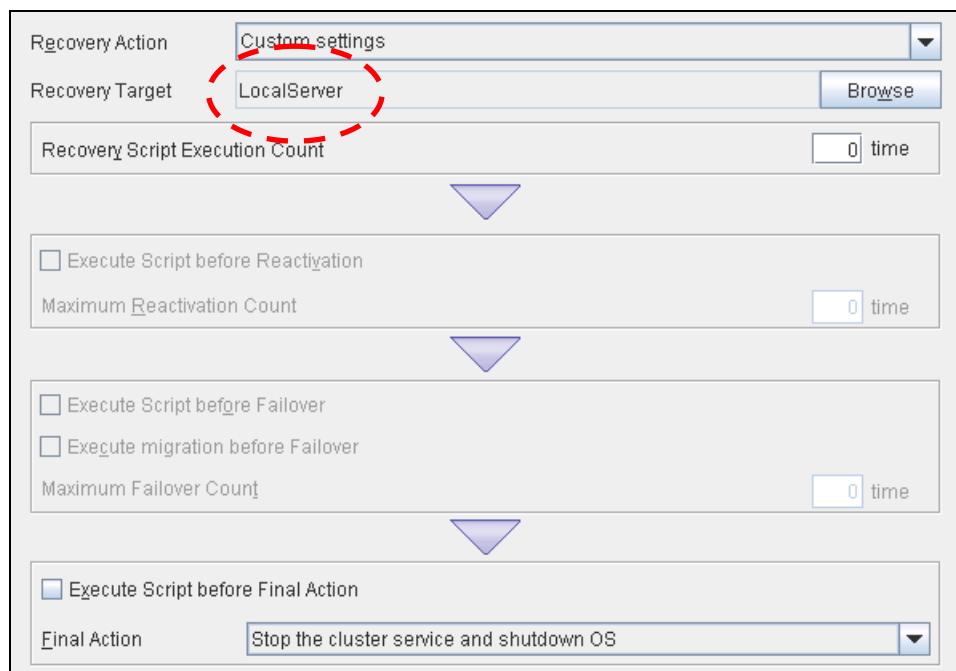 Recovery Action Custom settings
Recovery Target LocalServer Browse
Recovery Script Execution Count 0 time
Execute Script before Reactivation
Maximum Reactivation Count 0 time
Execute Script before Failover
Execute migration before Failover
Maximum Failover Count 0 time
Execute Script before Final Action
Final Action Stop the cluster service and shutdown OS